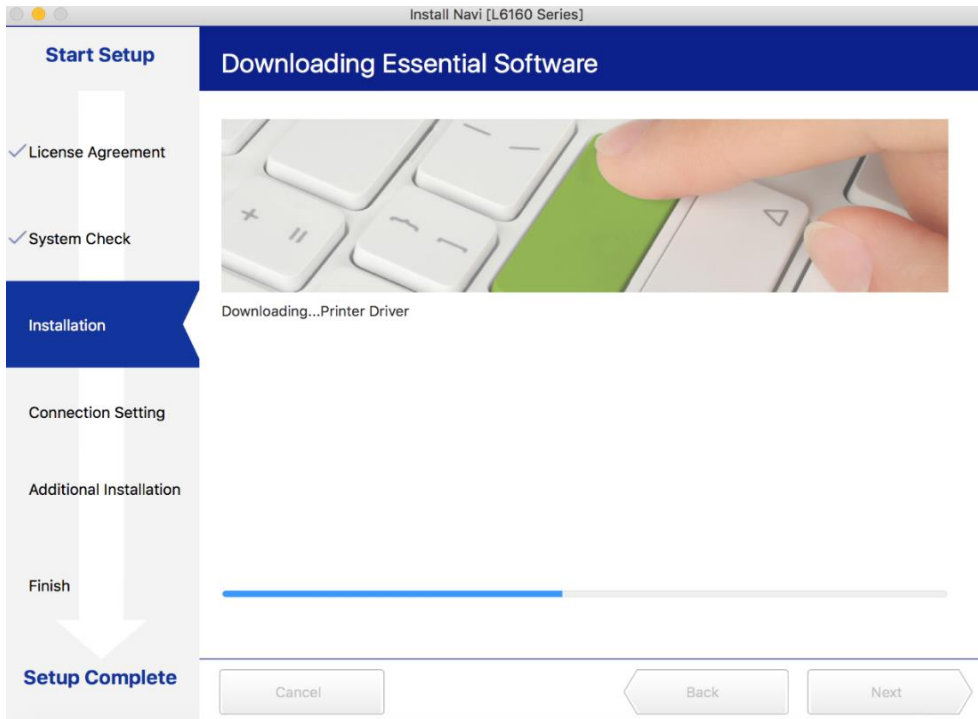 Install Navi [L6160 Series]
Start Setup
License Agreement
System Check
Installation
Connection Setting
Additional Installation
Finish
Setup Complete
Downloading Essential Software
Downloading...Printer Driver
Cancel
Back
Next